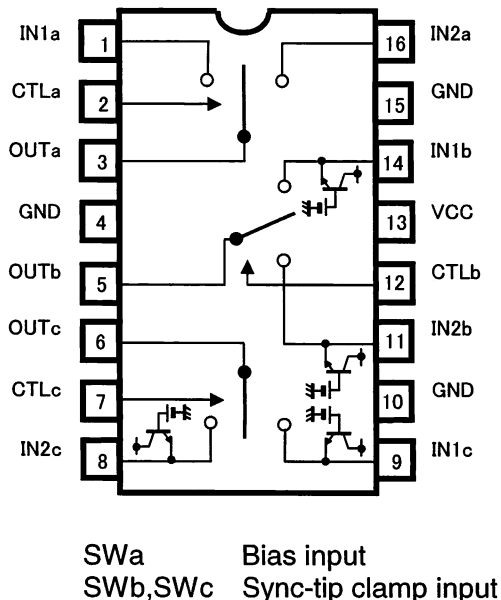 IN1a 1 16 IN2a
CTLa 2 15 GND
OUTa 3 14 IN1b
GND 4 13 VCC
OUTb 5 12 CTLb
OUTc 6 11 IN2b
CTLc 7 10 GND
IN2c 8 9 IN1c
SWa Bias input
SWb,SWc Sync-tip clamp input